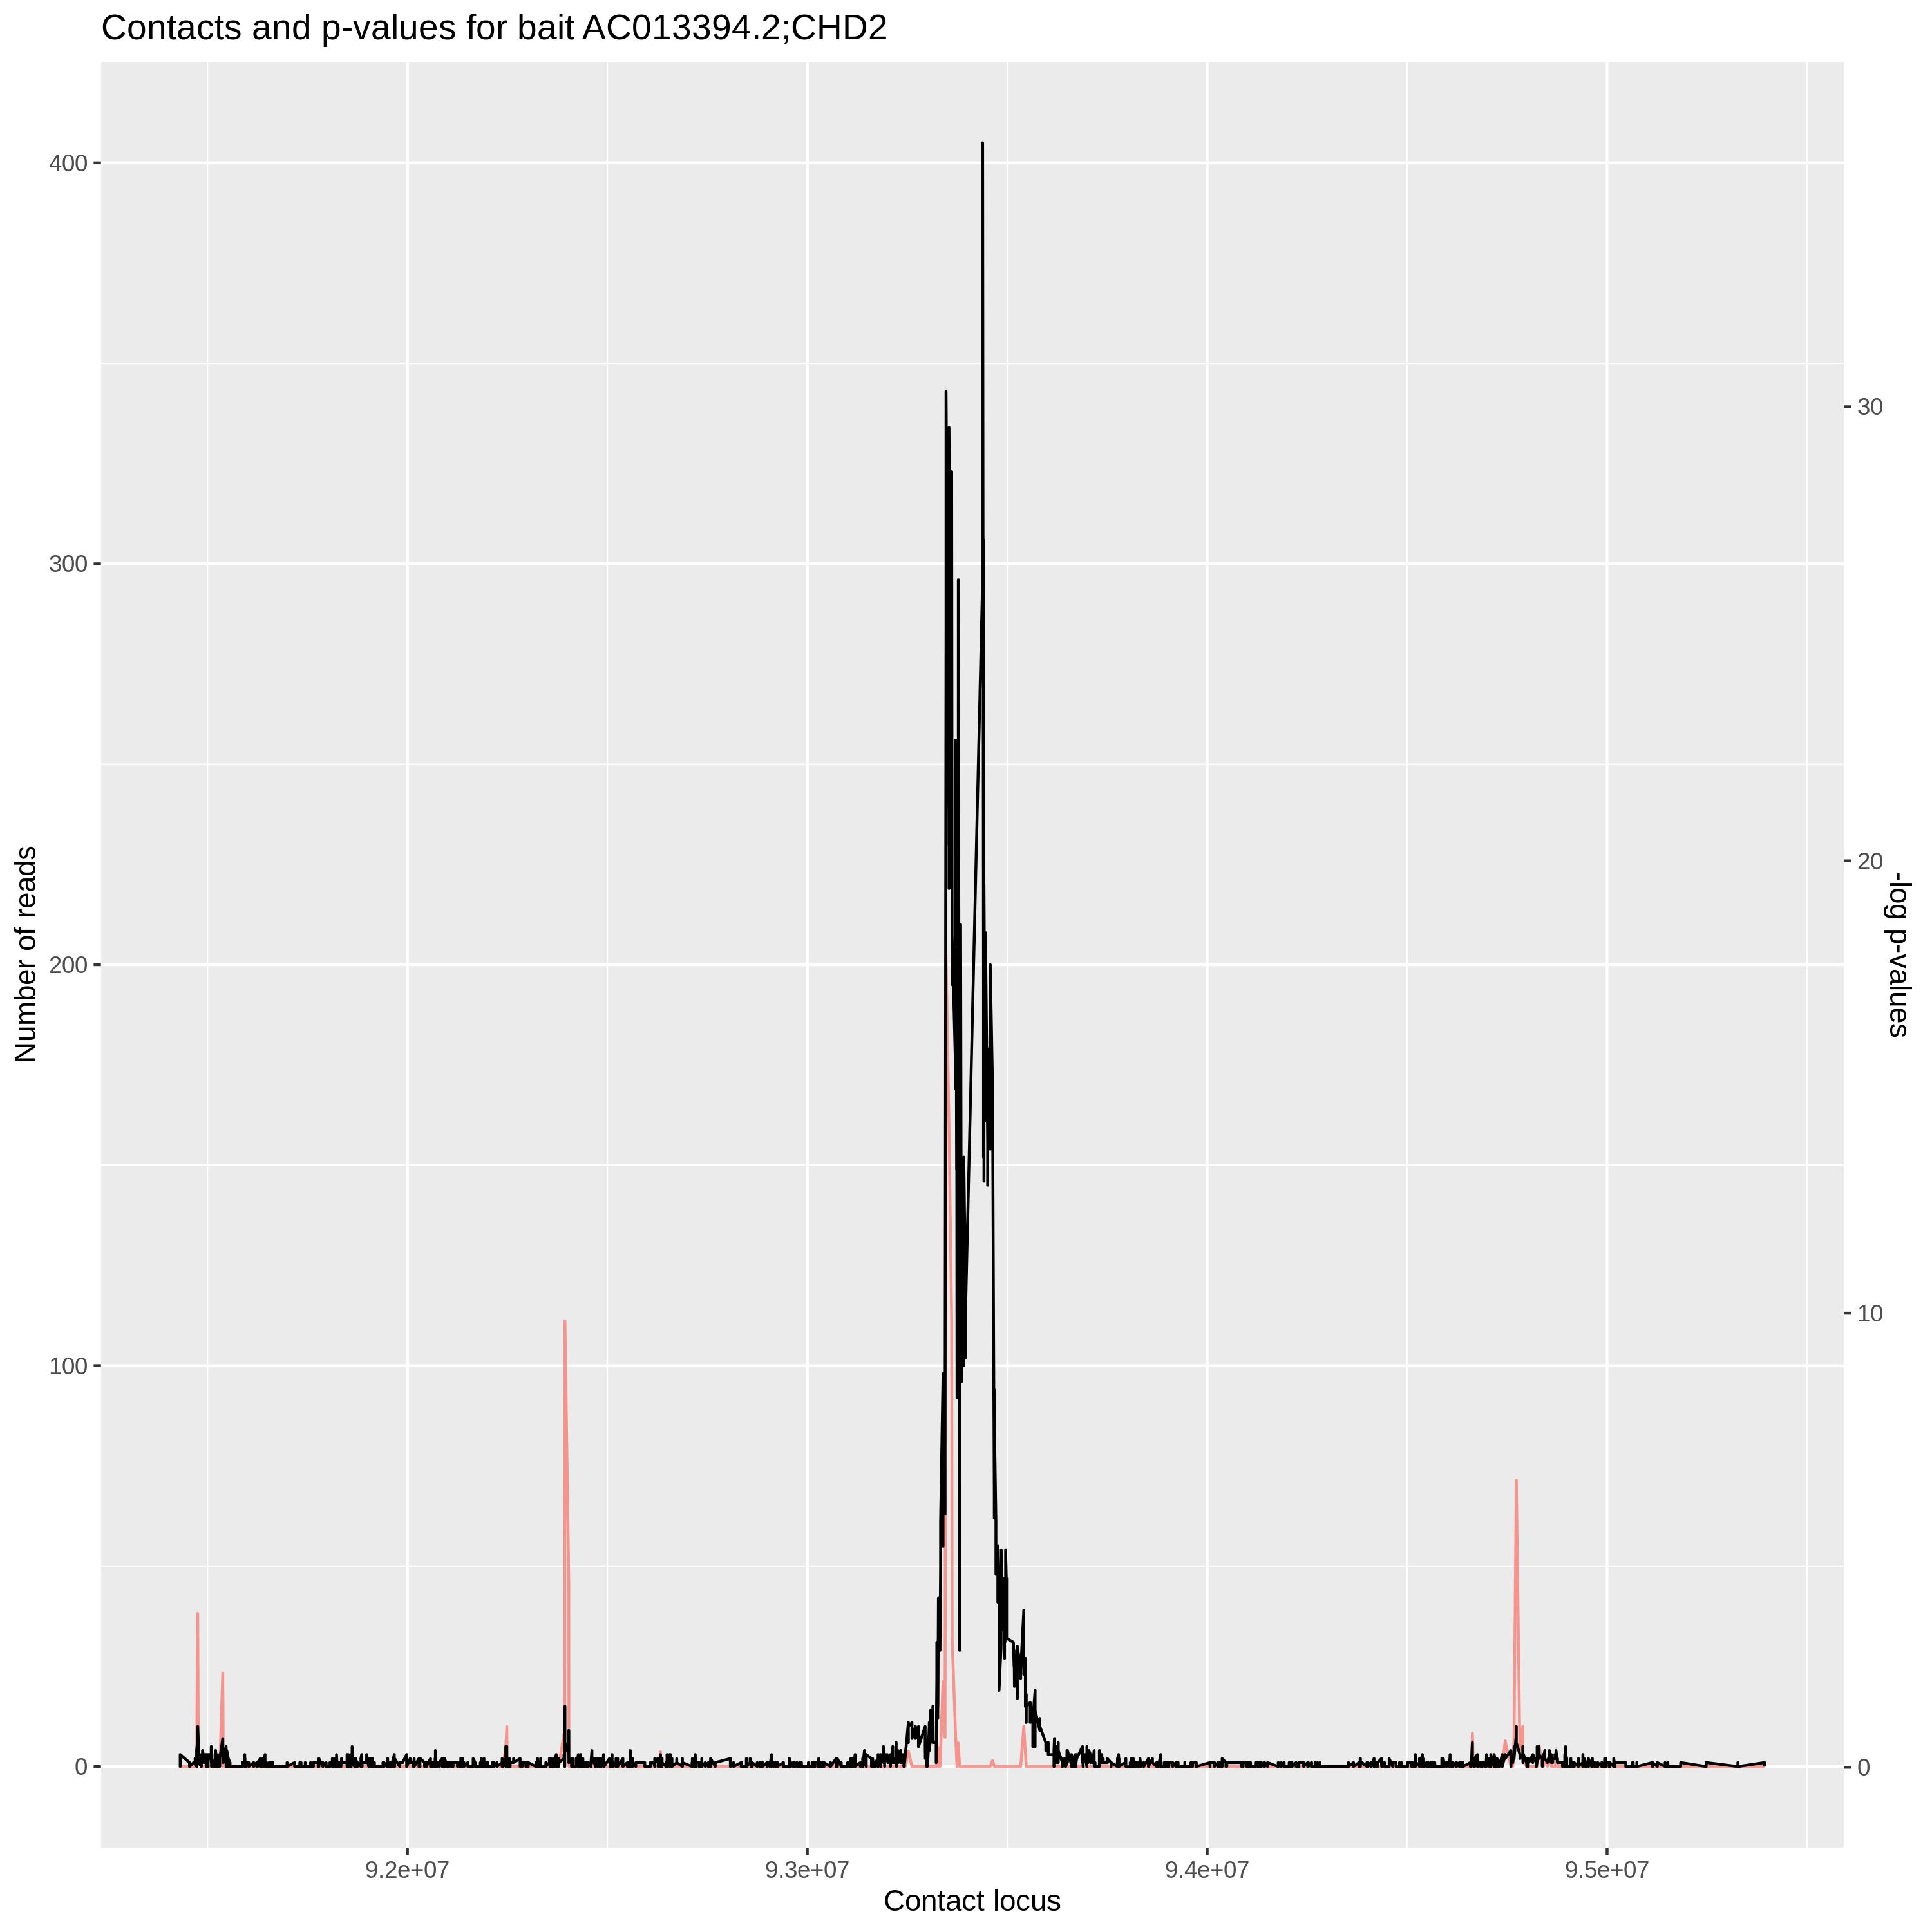 Contacts and p-values for bait AC013394.2;CHD2
400
300
200
100
0
Number of reads
30
20
10
0
-log p-values
9.2e+07
9.3e+07
9.4e+07
9.5e+07
Contact locus